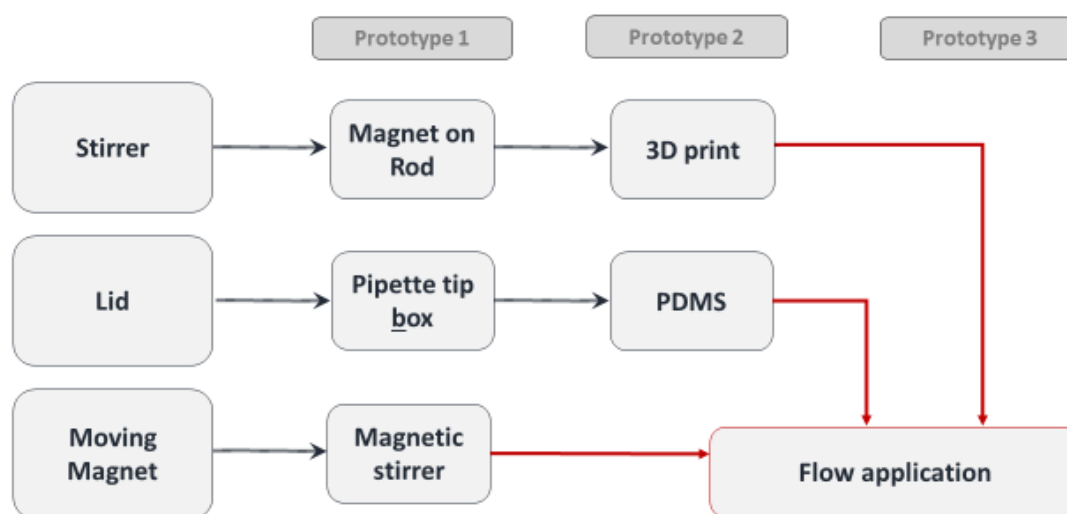 Prototype 1
Prototype 2
Prototype 3
Stirrer
Magnet on
Rod
3D print
Lid
Pipette tip
box
PDMS
Moving
Magnet
Magnetic
stirrer
Flow application